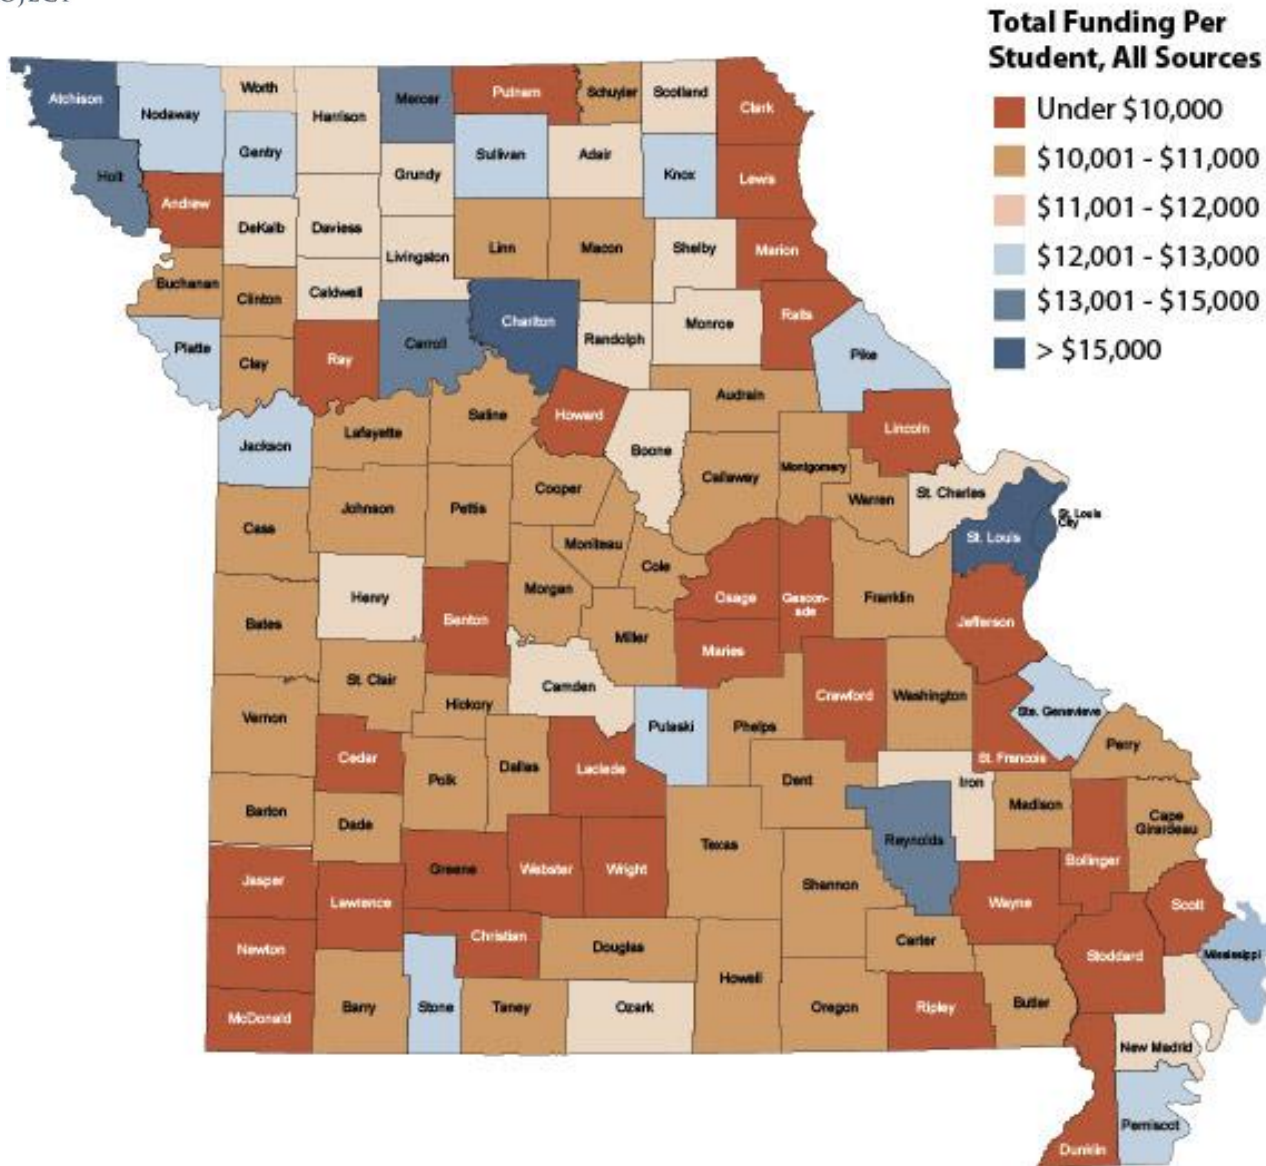 Total Funding Per
Student, All Sources
Under $10,000
$10,001 - $11,000
$11,001 - $12,000
$12,001 - $13,000
$13,001 - $15,000
> $15,000
Atchison
Nodaway
Worth
Harrison
Mercer
Putnam
Schuyler
Scotland
Clark
Gentry
Sullivan
Adair
Knox
Lewis
Holt
Andrew
Grundy
DeKalb
Daviess
Livingston
Linn
Macon
Shelby
Marion
Buchanan
Clinton
Caldwell
Platte
Clay
Ray
Carroll
Chariton
Randolph
Monroe
Ralls
Pike
Jackson
Lafayette
Saline
Howard
Boone
Audrain
Lincoln
Callaway
Montgomery
Warren
St. Charles
St. Louis
City
St. Louis
Cass
Johnson
Pettis
Cooper
Moniteau
Cole
Morgan
Osage
Gascon-
ade
Franklin
Jefferson
Bates
Henry
Benton
Miller
Maries
St. Clair
Hickory
Camden
Pulaski
Phelps
Crawford
Washington
Ste. Genevieve
St. Francois
Perry
Vernon
Cedar
Polk
Dallas
Laclede
Dent
Iron
Madison
Cape
Girardeau
Barton
Dade
Greene
Webster
Wright
Texas
Shannon
Reynolds
Bollinger
Wayne
Scott
Jasper
Lawrence
Christian
Douglas
Howell
Carter
Stoddard
Mississippi
Newton
McDonald
Barry
Stone
Taney
Ozark
Oregon
Ripley
Butler
New Madrid
Pemiscot
Dunklin